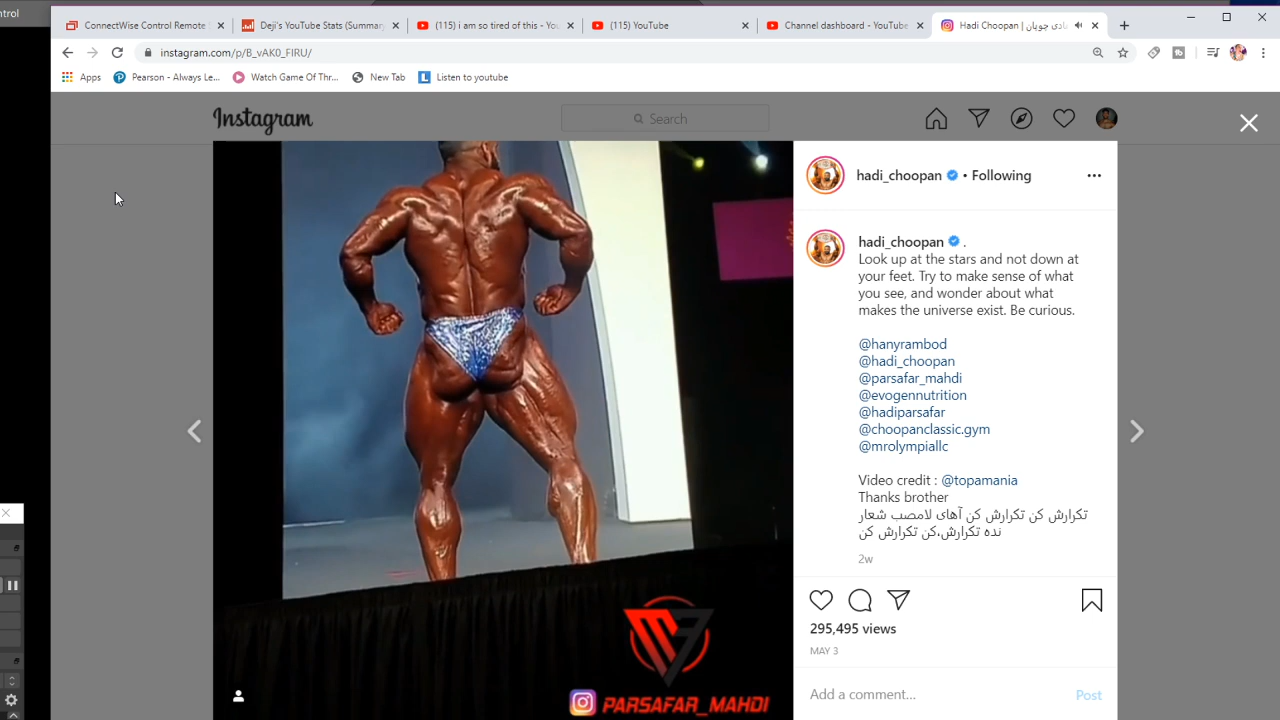 ontrol
ConnectWise Control Remote S
Deji's YouTube Stats (Summary
(115) i am so tired of this - You
(115) YouTube
Channel dashboard - YouTube
Hadi Choopan | هادی چوپان
instagram.com/p/B_vAK0_FIRU/
Apps
Pearson - Always Le...
Watch Game Of Thr...
New Tab
Listen to youtube
Instagram
Search
hadi_choopan • Following
hadi_choopan .
Look up at the stars and not down at
your feet. Try to make sense of what
you see, and wonder about what
makes the universe exist. Be curious.
@hanyrambod
@hadi_choopan
@parsafar_mahdi
@evogennutrition
@hadiparsafar
@choopanclassic.gym
@mrolympiallc
Video credit : @topamania
Thanks brother
تکرارش کن تکرارش کن آهای لامصب شعار
نده تکرارش،کن تکرارش کن
2w
295,495 views
MAY 3
Add a comment...
Post
PARSAFAR_MAHDI